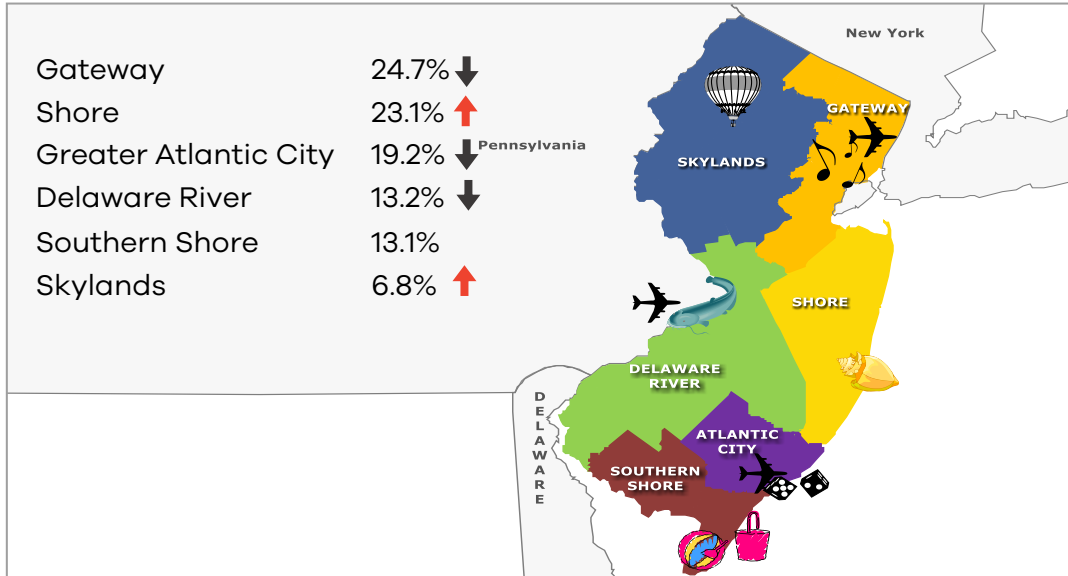 Gateway 24.7%
Shore 23.1%
Greater Atlantic City 19.2%
Delaware River 13.2%
Southern Shore 13.1%
Skylands 6.8%
New York
Pennsylvania
GATEWAY
SKYLANDS
SHORE
DELAWARE
RIVER
ATLANTIC
CITY
SOUTHERN
SHORE
DELAWARE